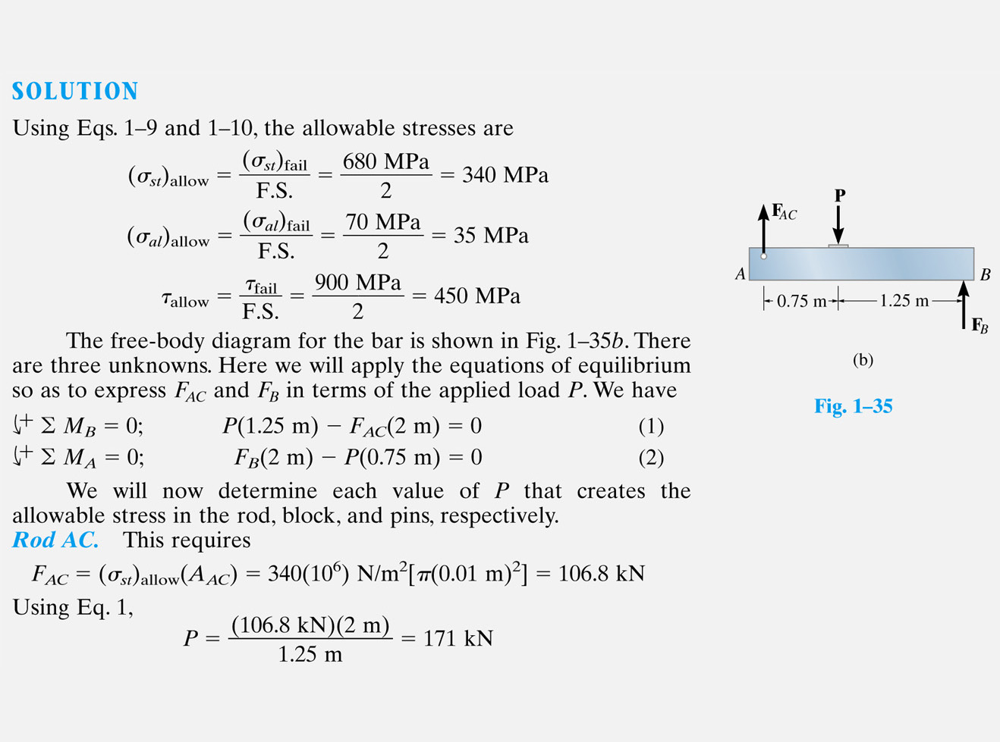 SOLUTION
Using Eqs. 1–9 and 1–10, the allowable stresses are
(σst)allow = (σst)fail / F.S. = 680 MPa / 2 = 340 MPa
(σal)allow = (σal)fail / F.S. = 70 MPa / 2 = 35 MPa
τallow = τfail / F.S. = 900 MPa / 2 = 450 MPa
The free-body diagram for the bar is shown in Fig. 1–35b. There
are three unknowns. Here we will apply the equations of equilibrium
so as to express FAC and FB in terms of the applied load P. We have
↓+ Σ MB = 0; P(1.25 m) − FAC(2 m) = 0 (1)
↓+ Σ MA = 0; FB(2 m) − P(0.75 m) = 0 (2)
We will now determine each value of P that creates the
allowable stress in the rod, block, and pins, respectively.
Rod AC. This requires
FAC = (σst)allow(AAC) = 340(10⁶) N/m²[π(0.01 m)²] = 106.8 kN
Using Eq. 1,
P = (106.8 kN)(2 m) / 1.25 m = 171 kN
P
FAC
A
B
0.75 m
1.25 m
FB
(b)
Fig. 1–35